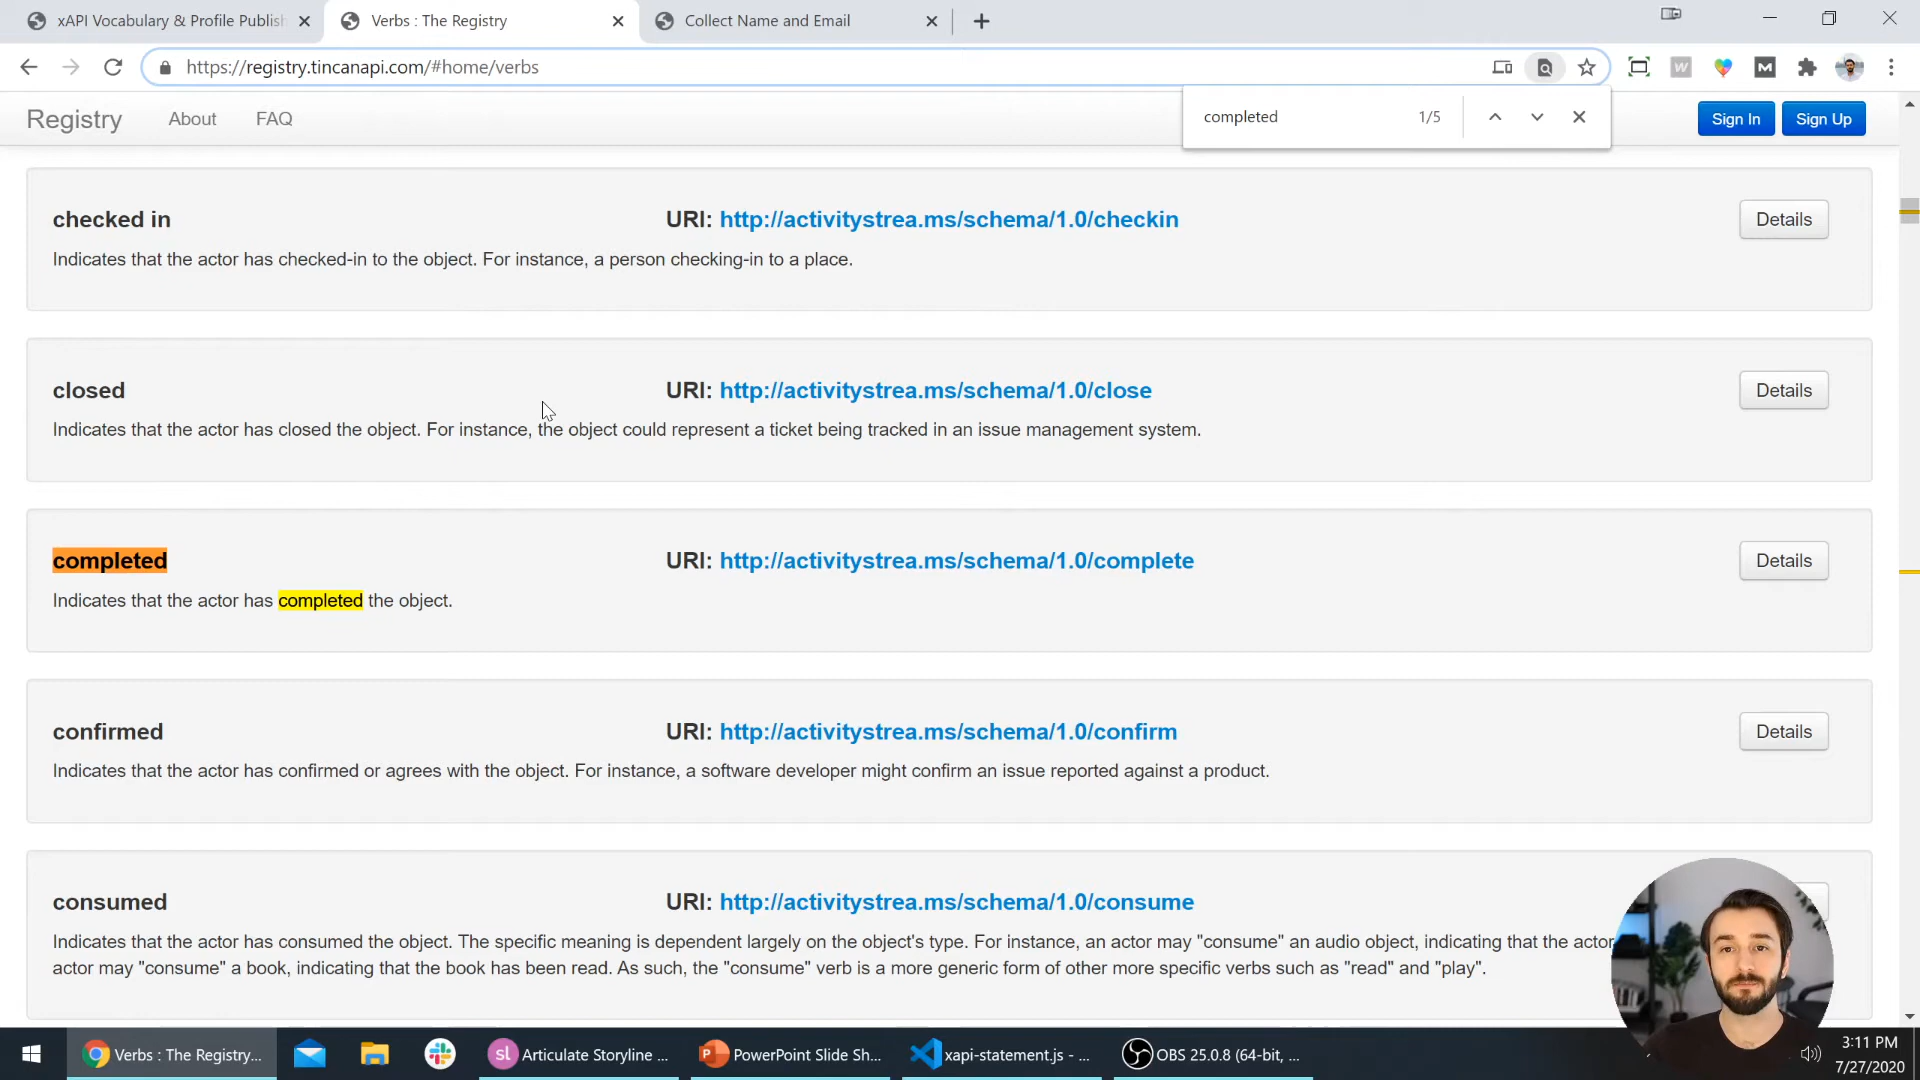 xAPI Vocabulary & Profile Publish
Verbs : The Registry
Collect Name and Email
https://registry.tincanapi.com/#home/verbs
completed 1/5
Registry About FAQ Sign In Sign Up
checked in URI: http://activitystrea.ms/schema/1.0/checkin Details
Indicates that the actor has checked-in to the object. For instance, a person checking-in to a place.
closed URI: http://activitystrea.ms/schema/1.0/close Details
Indicates that the actor has closed the object. For instance, the object could represent a ticket being tracked in an issue management system.
completed URI: http://activitystrea.ms/schema/1.0/complete Details
Indicates that the actor has completed the object.
confirmed URI: http://activitystrea.ms/schema/1.0/confirm Details
Indicates that the actor has confirmed or agrees with the object. For instance, a software developer might confirm an issue reported against a product.
consumed URI: http://activitystrea.ms/schema/1.0/consume
Indicates that the actor has consumed the object. The specific meaning is dependent largely on the object's type. For instance, an actor may "consume" an audio object, indicating that the actor
actor may "consume" a book, indicating that the book has been read. As such, the "consume" verb is a more generic form of other more specific verbs such as "read" and "play".
Verbs : The Registry... sl Articulate Storyline ... PowerPoint Slide Sh... xapi-statement.js - ... OBS 25.0.8 (64-bit, ... 3:11 PM
7/27/2020